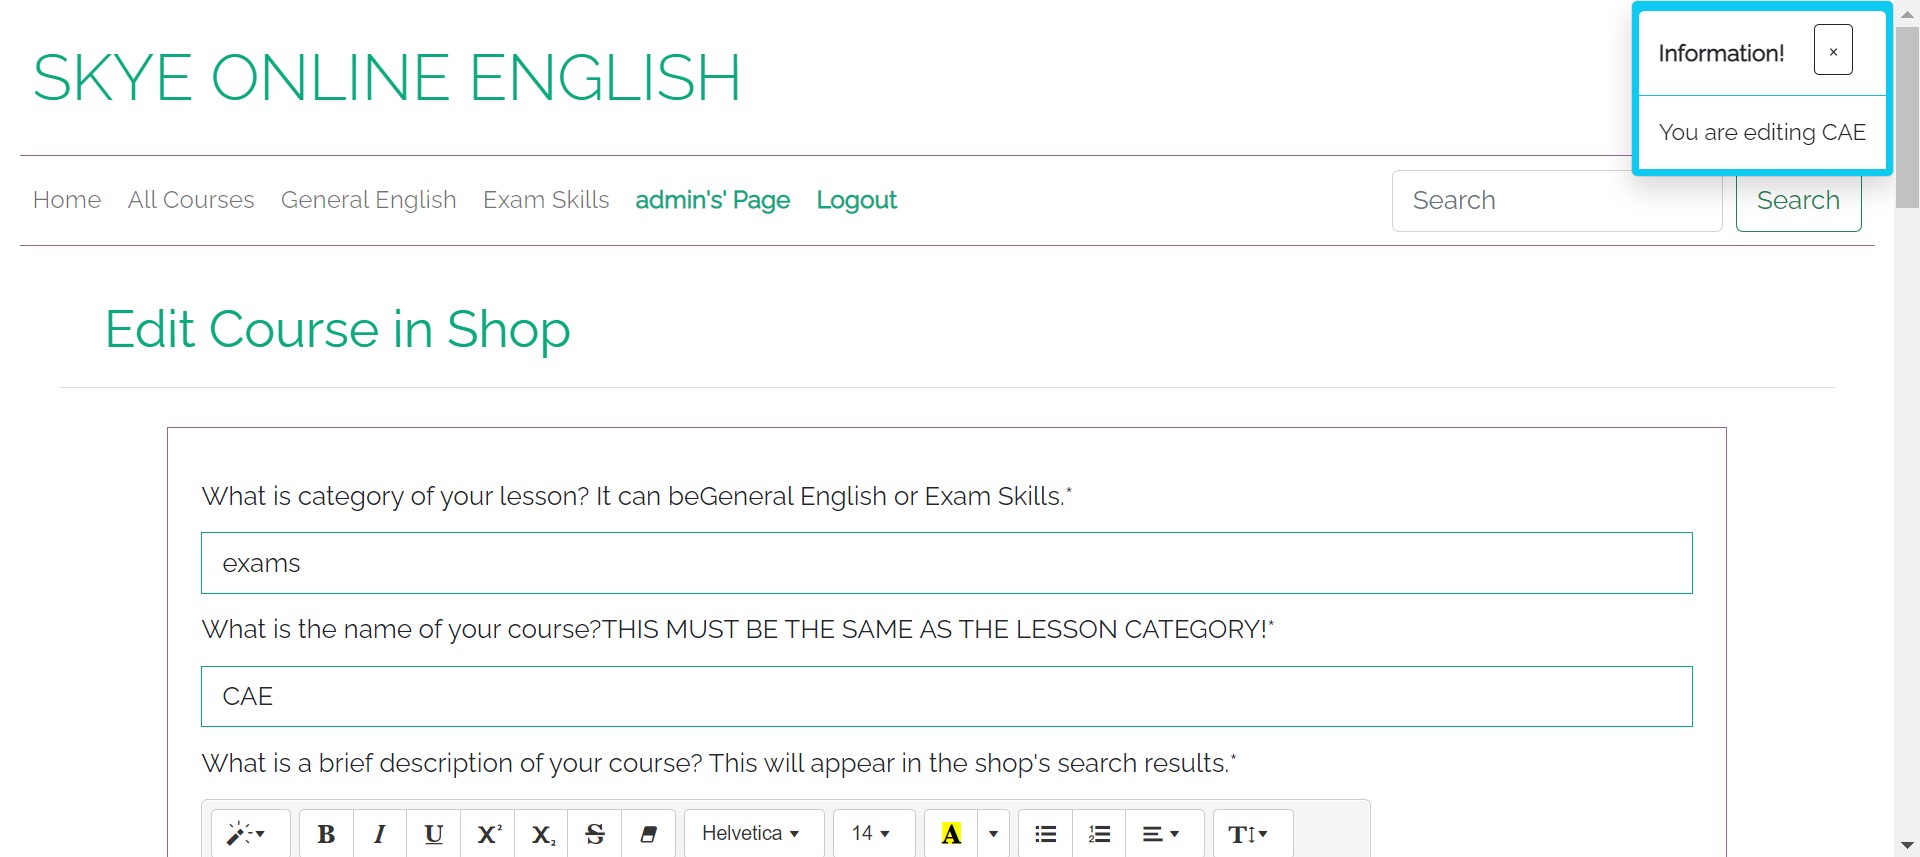 SKYE ONLINE ENGLISH
Information!
×
You are editing CAE
Home All Courses General English Exam Skills admin's' Page Logout
Search
Search
Edit Course in Shop
What is category of your lesson? It can beGeneral English or Exam Skills.*
exams
What is the name of your course?THIS MUST BE THE SAME AS THE LESSON CATEGORY!*
CAE
What is a brief description of your course? This will appear in the shop's search results.*
B I U X² X₂ S Helvetica 14 A T